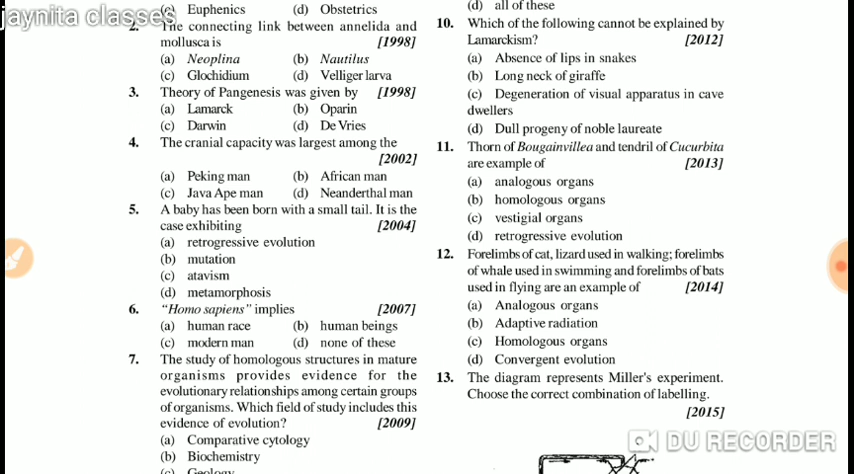 jaynita classes
(c) Euphenics (d) Obstetrics
2. The connecting link between annelida and
mollusca is [1998]
(a) Neoplina (b) Nautilus
(c) Glochidium (d) Velliger larva
3. Theory of Pangenesis was given by [1998]
(a) Lamarck (b) Oparin
(c) Darwin (d) De Vries
4. The cranial capacity was largest among the
[2002]
(a) Peking man (b) African man
(c) Java Ape man (d) Neanderthal man
5. A baby has been born with a small tail. It is the
case exhibiting [2004]
(a) retrogressive evolution
(b) mutation
(c) atavism
(d) metamorphosis
6. “Homo sapiens” implies [2007]
(a) human race (b) human beings
(c) modern man (d) none of these
7. The study of homologous structures in mature
organisms provides evidence for the
evolutionary relationships among certain groups
of organisms. Which field of study includes this
evidence of evolution? [2009]
(a) Comparative cytology
(b) Biochemistry
(c) Geology
(d) all of these
10. Which of the following cannot be explained by
Lamarckism? [2012]
(a) Absence of lips in snakes
(b) Long neck of giraffe
(c) Degeneration of visual apparatus in cave
dwellers
(d) Dull progeny of noble laureate
11. Thorn of Bougainvillea and tendril of Cucurbita
are example of [2013]
(a) analogous organs
(b) homologous organs
(c) vestigial organs
(d) retrogressive evolution
12. Forelimbs of cat, lizard used in walking; forelimbs
of whale used in swimming and forelimbs of bats
used in flying are an example of [2014]
(a) Analogous organs
(b) Adaptive radiation
(c) Homologous organs
(d) Convergent evolution
13. The diagram represents Miller's experiment.
Choose the correct combination of labelling.
[2015]
DU RECORDER